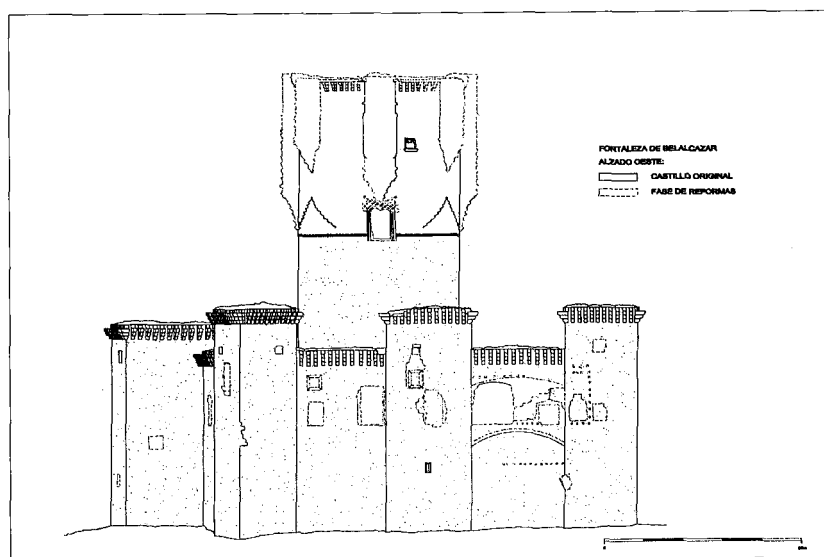 FORTALEZA DE BELALCAZAR
ALZADO OESTE:
CASTILLO ORIGINAL
FASE DE REFORMAS